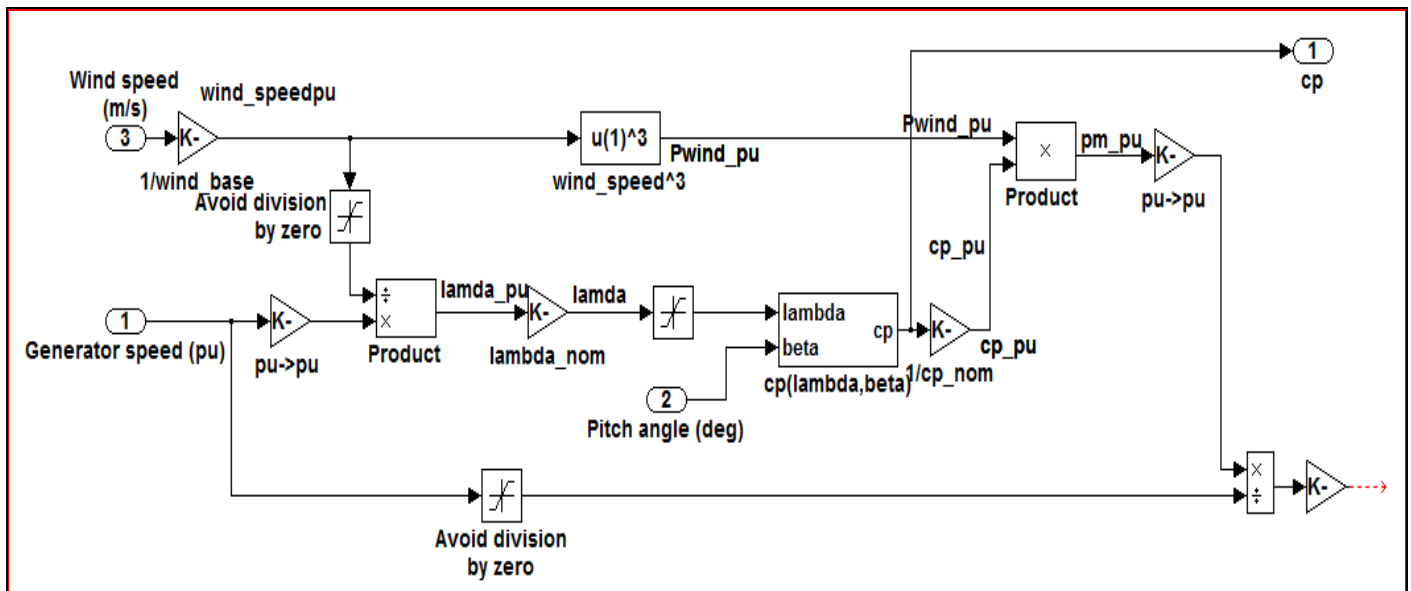 1
cp
Wind speed
(m/s)
3
K-
wind_speedpu
1/wind_base
u(1)^3
Pwind_pu
wind_speed^3
Pwind_pu
×
Product
pm_pu
K-
pu->pu
Avoid division
by zero
cp_pu
1
Generator speed (pu)
K-
pu->pu
÷
×
Product
lamda_pu
K-
lambda_nom
lamda
lambda
beta
cp
cp(lambda,beta)
K-
1/cp_nom
cp_pu
2
Pitch angle (deg)
Avoid division
by zero
×
÷
K-